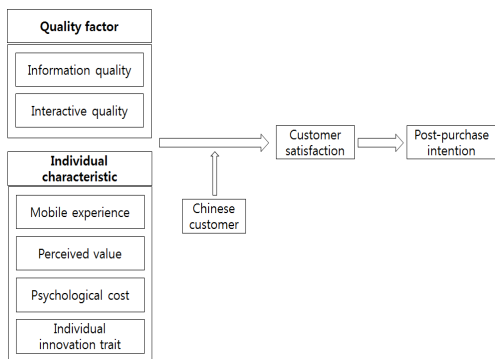 Quality factor
Information quality
Interactive quality
Individual
characteristic
Mobile experience
Perceived value
Psychological cost
Individual
innovation trait
Chinese
customer
Customer
satisfaction
Post-purchase
intention